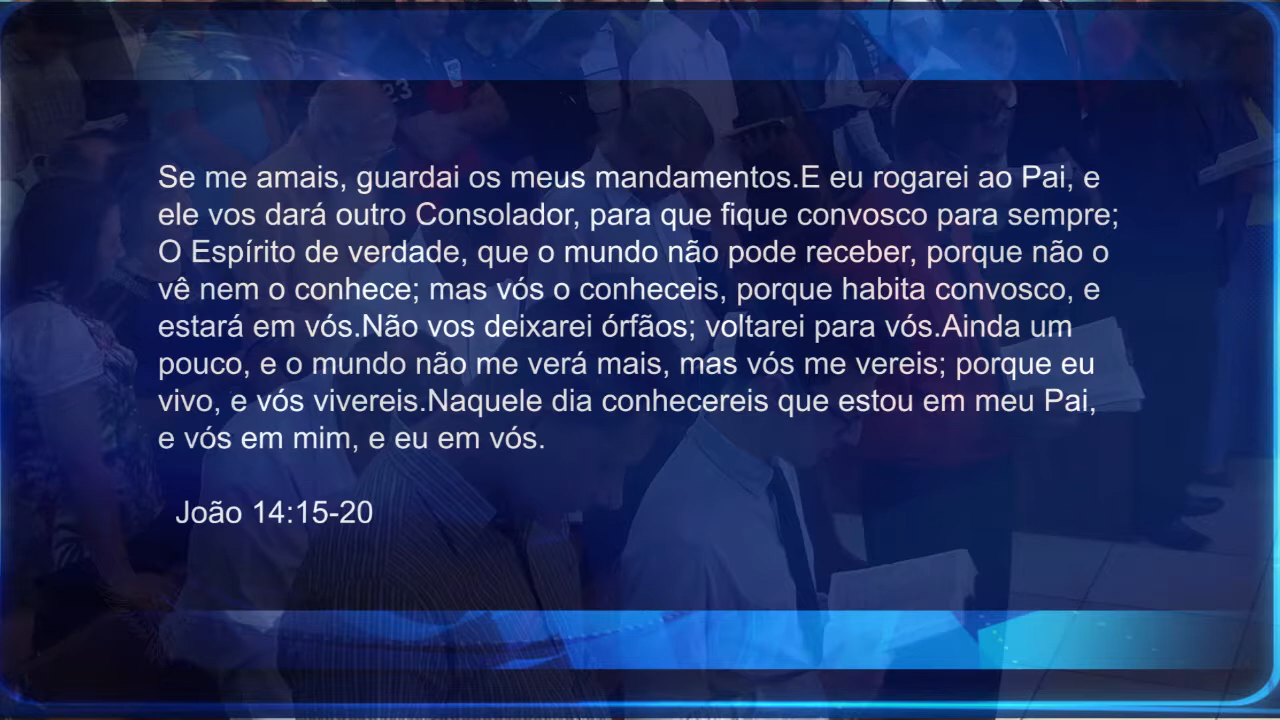 Se me amais, guardai os meus mandamentos.E eu rogarei ao Pai, e
ele vos dará outro Consolador, para que fique convosco para sempre;
O Espírito de verdade, que o mundo não pode receber, porque não o
vê nem o conhece; mas vós o conheceis, porque habita convosco, e
estará em vós.Não vos deixarei órfãos; voltarei para vós.Ainda um
pouco, e o mundo não me verá mais, mas vós me vereis; porque eu
vivo, e vós vivereis.Naquele dia conhecereis que estou em meu Pai,
e vós em mim, e eu em vós.
João 14:15-20
23